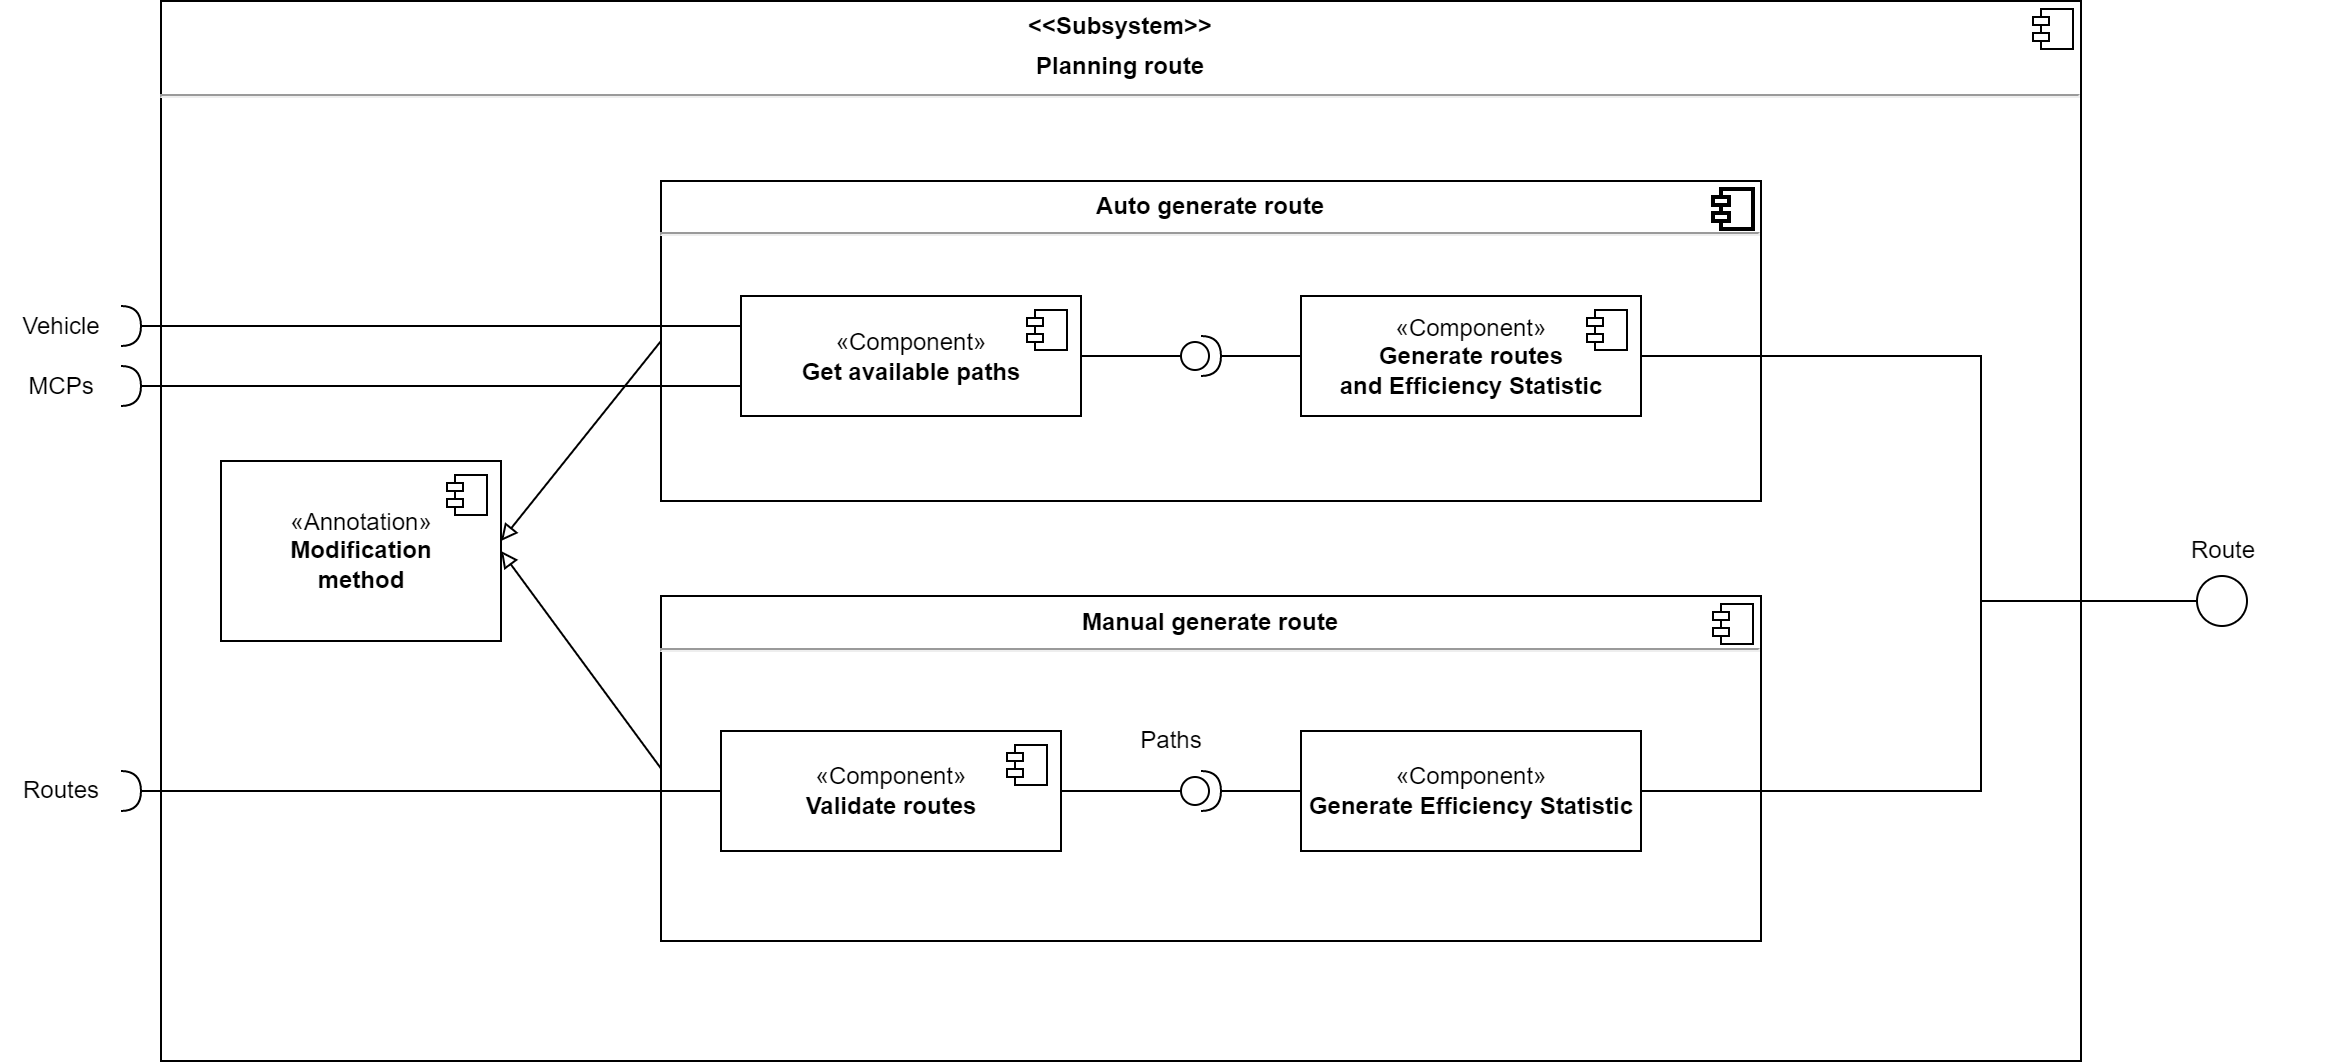 <<Subsystem>>
Planning route
Auto generate route
Vehicle
MCPs
«Component»
Get available paths
«Component»
Generate routes
and Efficiency Statistic
«Annotation»
Modification
method
Route
Manual generate route
Paths
Routes
«Component»
Validate routes
«Component»
Generate Efficiency Statistic